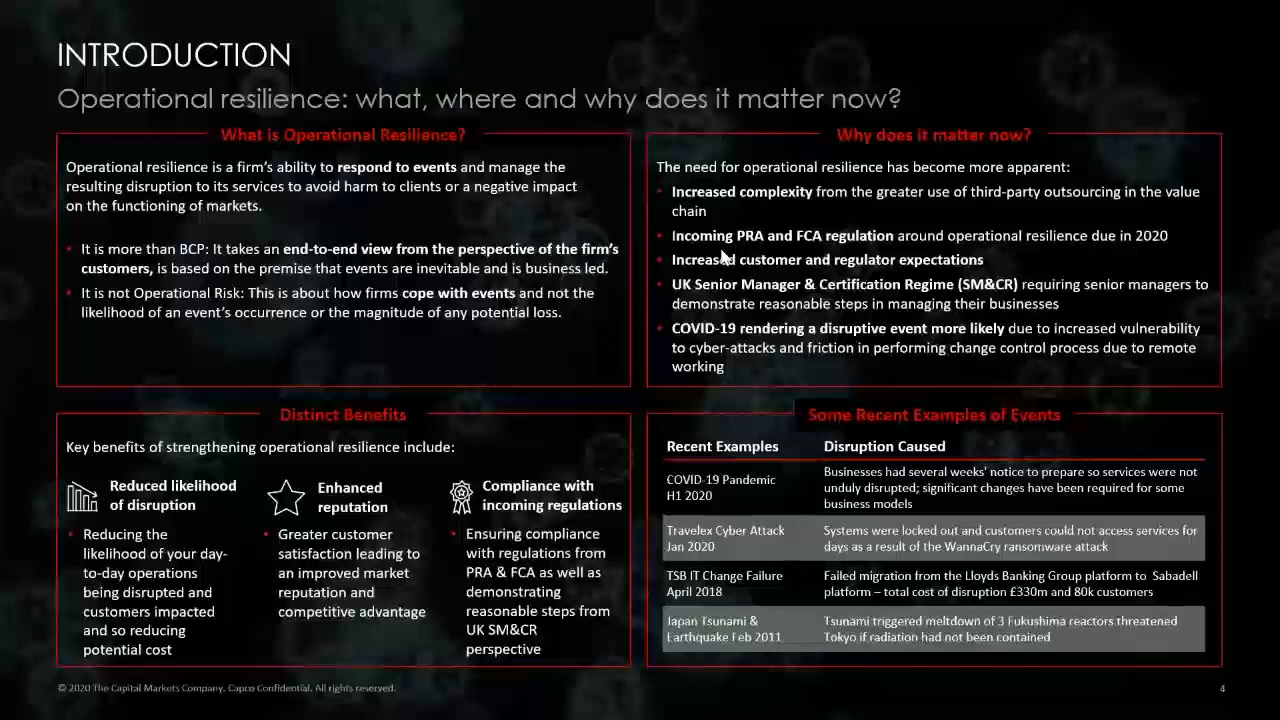 INTRODUCTION
Operational resilience: what, where and why does it matter now?
What is Operational Resilience?
Operational resilience is a firm's ability to respond to events and manage the
resulting disruption to its services to avoid harm to clients or a negative impact
on the functioning of markets.
• It is more than BCP: It takes an end-to-end view from the perspective of the firm's
customers, is based on the premise that events are inevitable and is business led.
• It is not Operational Risk: This is about how firms cope with events and not the
likelihood of an event's occurrence or the magnitude of any potential loss.
Why does it matter now?
The need for operational resilience has become more apparent:
• Increased complexity from the greater use of third-party outsourcing in the value
chain
• Incoming PRA and FCA regulation around operational resilience due in 2020
• Increased customer and regulator expectations
• UK Senior Manager & Certification Regime (SM&CR) requiring senior managers to
demonstrate reasonable steps in managing their businesses
• COVID-19 rendering a disruptive event more likely due to increased vulnerability
to cyber-attacks and friction in performing change control process due to remote
working
Distinct Benefits
Key benefits of strengthening operational resilience include:
Reduced likelihood
of disruption
• Reducing the
likelihood of your day-
to-day operations
being disrupted and
customers impacted
and so reducing
potential cost
Enhanced
reputation
• Greater customer
satisfaction leading to
an improved market
reputation and
competitive advantage
Compliance with
incoming regulations
• Ensuring compliance
with regulations from
PRA & FCA as well as
demonstrating
reasonable steps from
UK SM&CR
perspective
Some Recent Examples of Events
Recent Examples Disruption Caused
COVID-19 Pandemic
H1 2020
Businesses had several weeks' notice to prepare so services were not
unduly disrupted; significant changes have been required for some
business models
Travelex Cyber Attack
Jan 2020
Systems were locked out and customers could not access services for
days as a result of the WannaCry ransomware attack
TSB IT Change Failure
April 2018
Failed migration from the Lloyds Banking Group platform to Sabadell
platform – total cost of disruption £330m and 80k customers
Japan Tsunami &
Earthquake Feb 2011
Tsunami triggered meltdown of 3 Fukushima reactors threatened
Tokyo if radiation had not been contained
© 2020 The Capital Markets Company. Capco Confidential. All rights reserved.
4